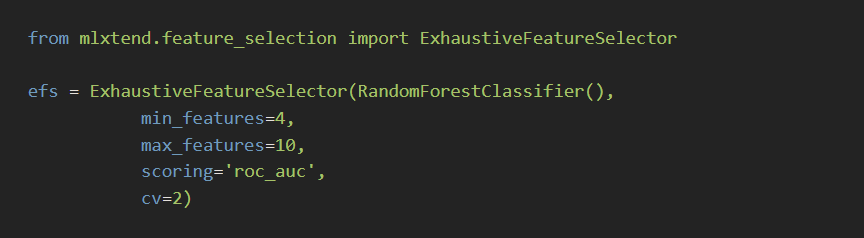 from mlxtend.feature_selection import ExhaustiveFeatureSelector
efs = ExhaustiveFeatureSelector(RandomForestClassifier(),
min_features=4,
max_features=10,
scoring='roc_auc',
cv=2)